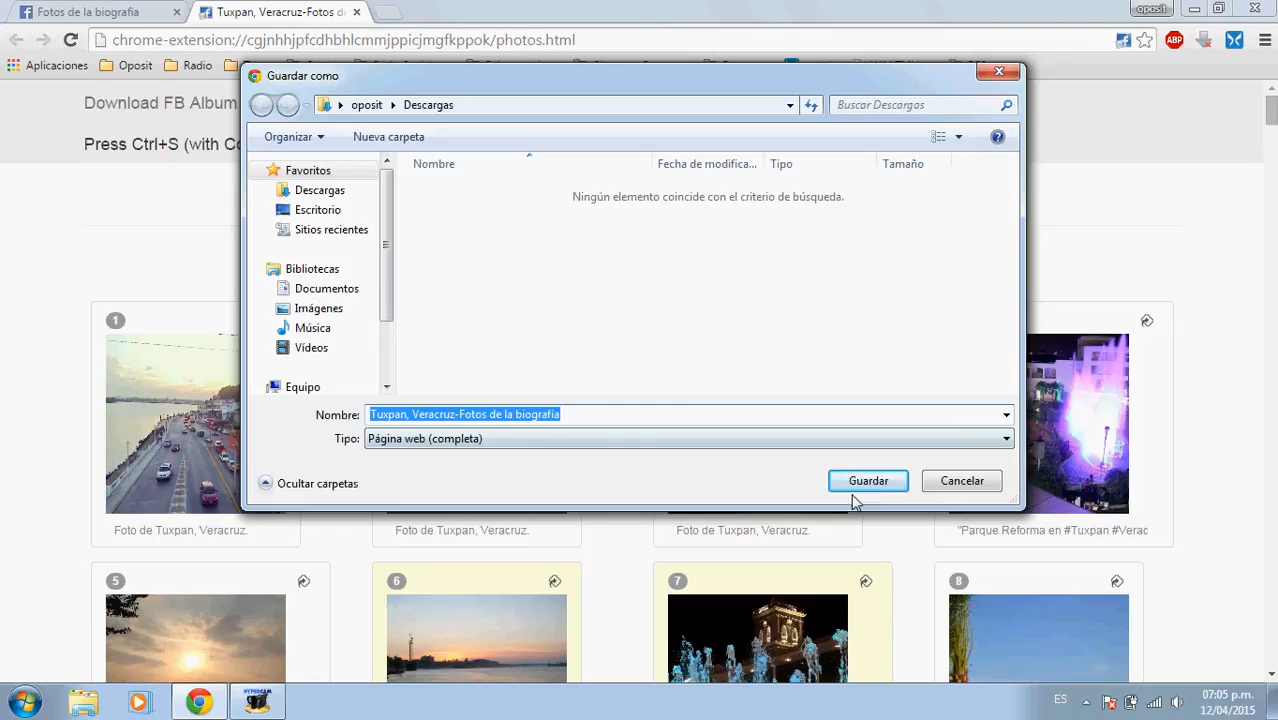 Fotos de la biografía
Tuxpan, Veracruz-Fotos d
oposit
chrome-extension://cgjnhhjpfcdhbhlcmmjppicjmgfkppok/photos.html
ABP
Aplicaciones
Oposit
Radio
Guardar como
Download FB Album
oposit
Descargas
Buscar Descargas
Press Ctrl+S (with
Organizar
Nueva carpeta
Nombre
Fecha de modifica...
Tipo
Tamaño
Favoritos
Ningún elemento coincide con el criterio de búsqueda.
Descargas
Escritorio
Sitios recientes
Bibliotecas
Documentos
Imágenes
Música
Vídeos
Equipo
1
Nombre:
Tuxpan, Veracruz-Fotos de la biografía
Tipo:
Página web (completa)
Ocultar carpetas
Guardar
Cancelar
Foto de Tuxpan, Veracruz.
Foto de Tuxpan, Veracruz.
Foto de Tuxpan, Veracruz.
"Parque Reforma en #Tuxpan #Verac
5
6
7
8
HYPERCAM
ES
07:05 p.m.
12/04/2015